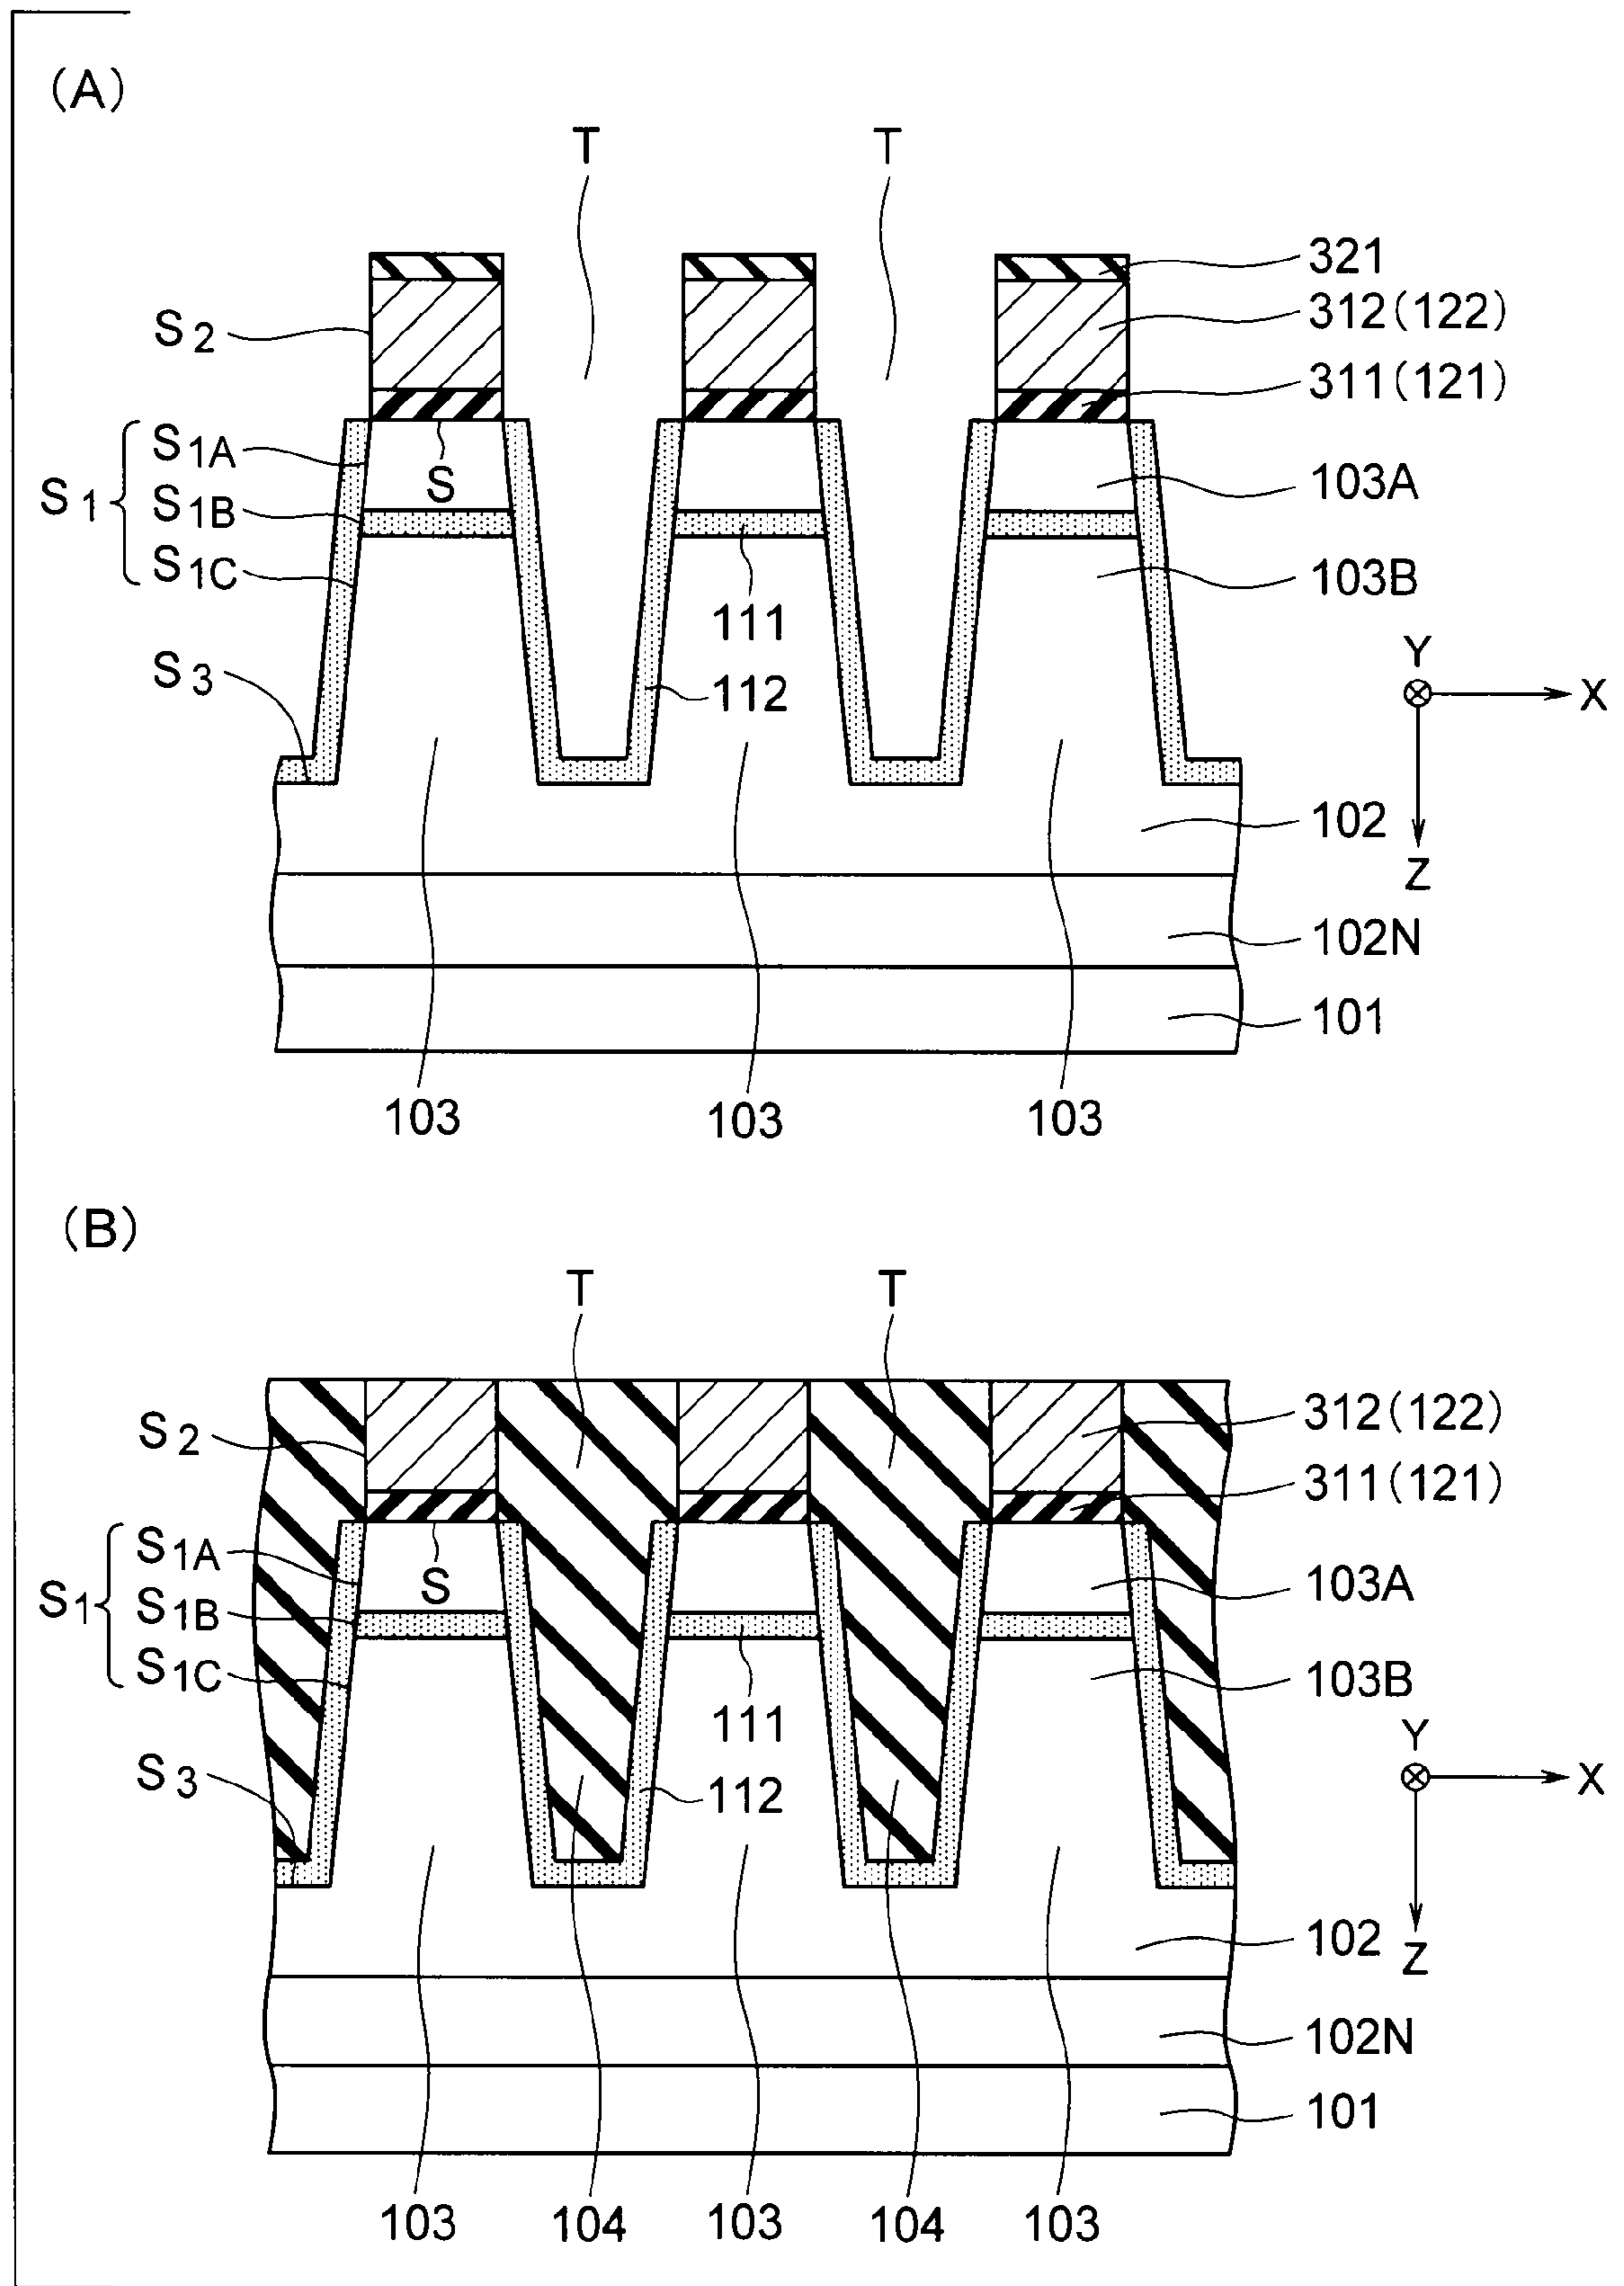 (A)
T T
321
312(122)
S2
311(121)
S1A
S1 S1B S 103A
S1C 103B
111
Y
S3 112 X
102 Z
102N
101
103 103 103
(B)
T T
312(122)
S2
311(121)
S1A
S1 S1B S 103A
S1C 103B
111
Y
S3 112 X
102 Z
102N
101
103 104 103 104 103